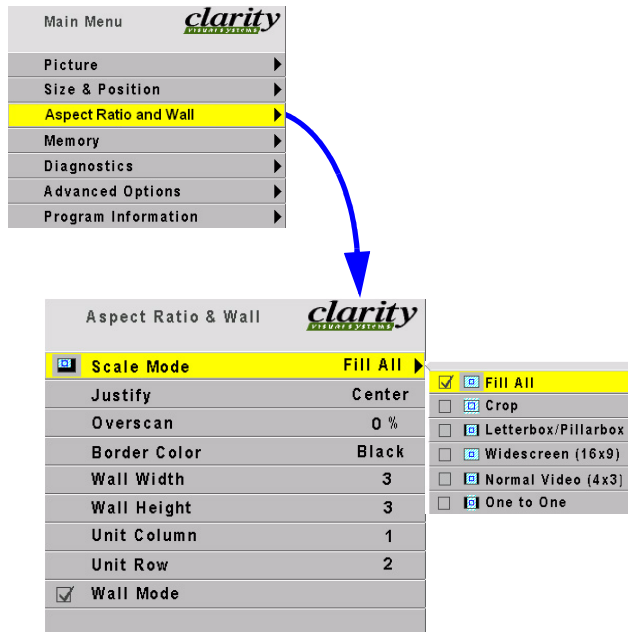 Main Menu clarity
VISUAL SYSTEMS
Picture
Size & Position
Aspect Ratio and Wall
Memory
Diagnostics
Advanced Options
Program Information
Aspect Ratio & Wall clarity
VISUAL SYSTEMS
Scale Mode Fill All
Justify Center
Overscan 0 %
Border Color Black
Wall Width 3
Wall Height 3
Unit Column 1
Unit Row 2
Wall Mode
Fill All
Crop
Letterbox/Pillarbox
Widescreen (16x9)
Normal Video (4x3)
One to One